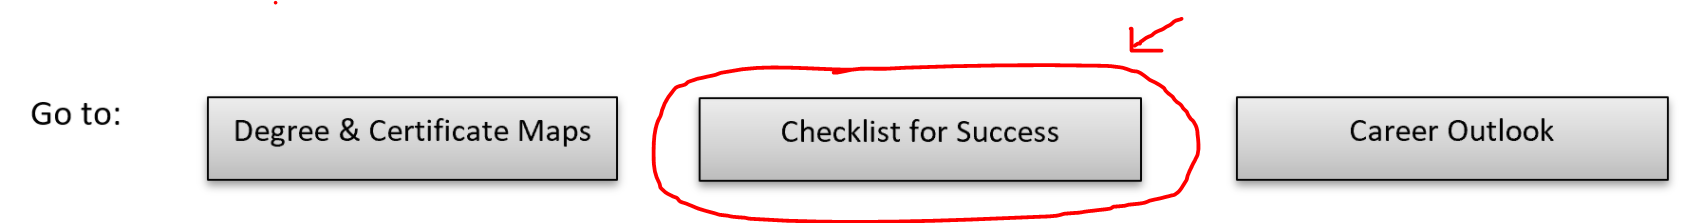 Go to: Degree & Certificate Maps Checklist for Success Career Outlook